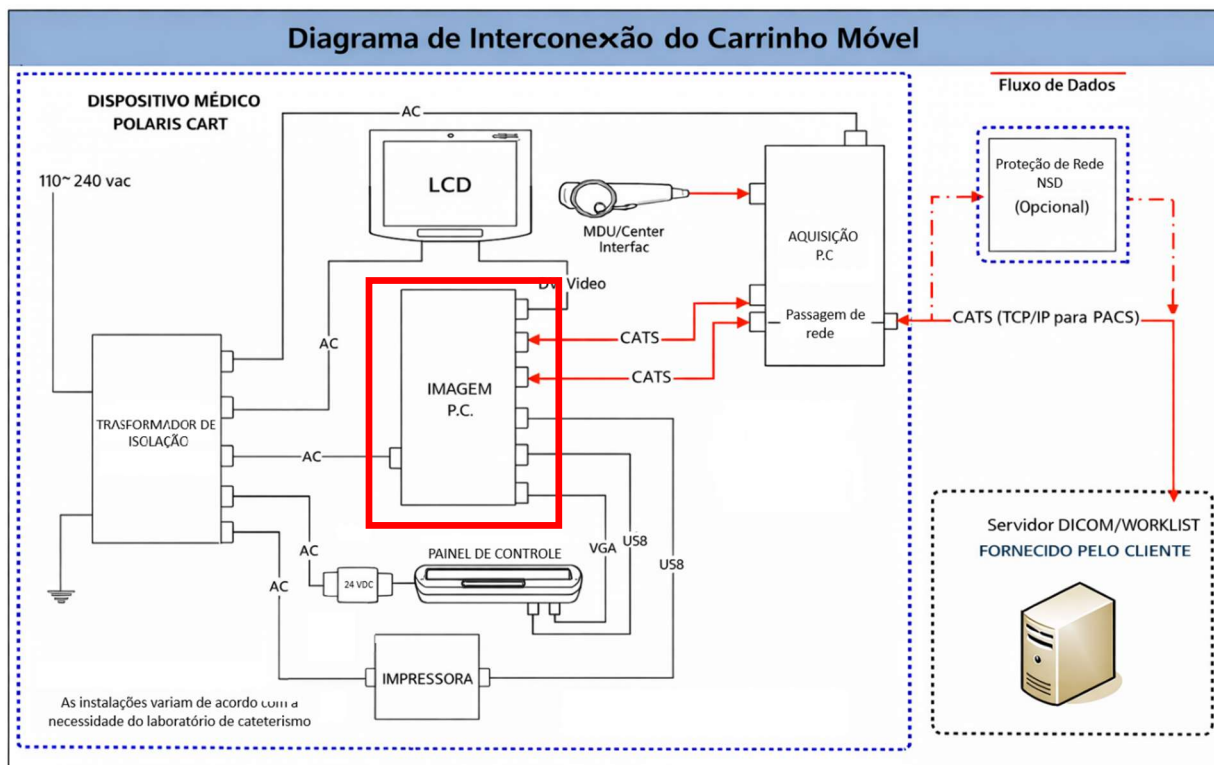 Diagrama de Interconexão do Carrinho Móvel
DISPOSITIVO MÉDICO
POLARIS CART
AC
Fluxo de Dados
110~ 240 vac
LCD
MDU/Center
Interfac
Proteção de Rede
NSD
(Opcional)
AQUISIÇÃO
P.C
Video
Passagem de
rede
CATS
CATS (TCP/IP para PACS)
AC
CATS
IMAGEM
P.C.
TRASFORMADOR DE
ISOLAÇÃO
AC
Servidor DICOM/WORKLIST
FORNECIDO PELO CLIENTE
AC
PAINEL DE CONTROLE
VGA
US8
US8
24 VDC
AC
IMPRESSORA
As instalações variam de acordo com a
necessidade do laboratório de cateterismo